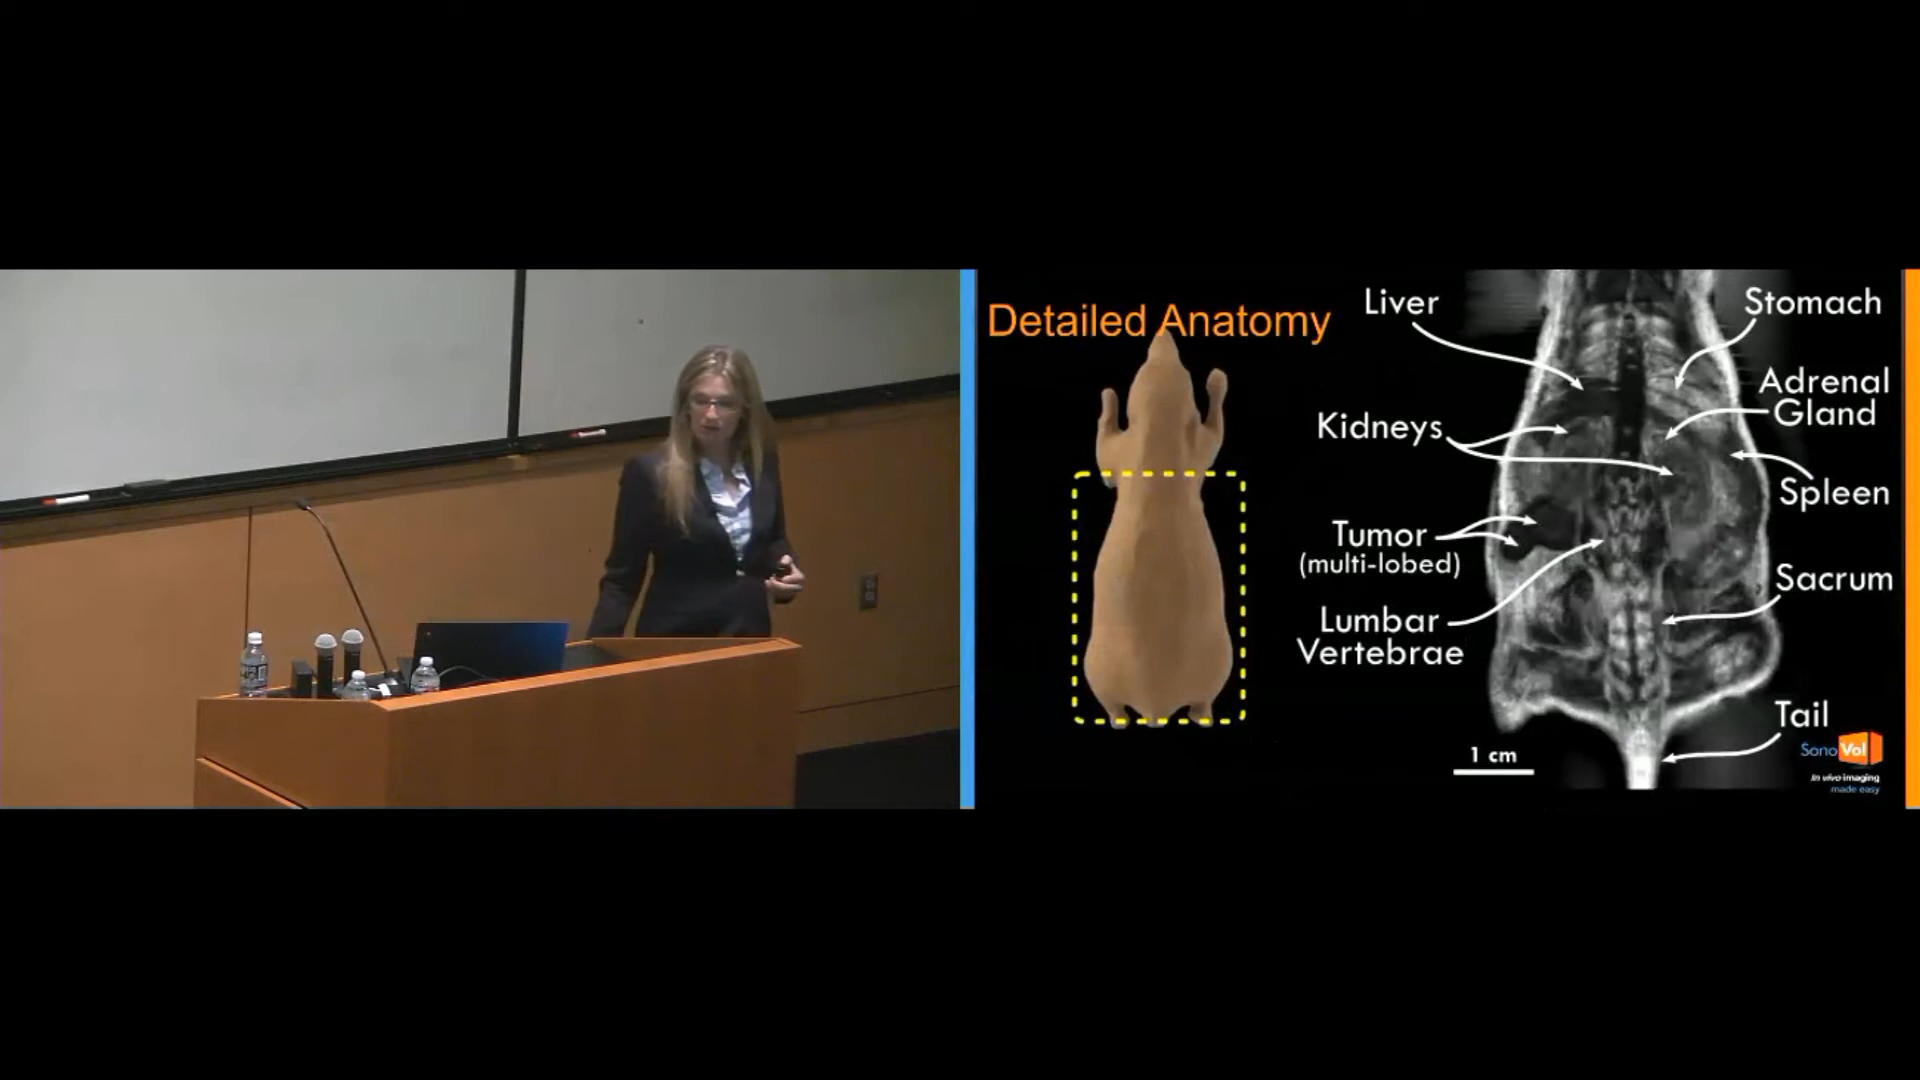 Detailed Anatomy
Liver
Stomach
Adrenal
Gland
Kidneys
Spleen
Tumor
(multi-lobed)
Sacrum
Lumbar
Vertebrae
Tail
1 cm
SonoVol
In vivo imaging
made easy